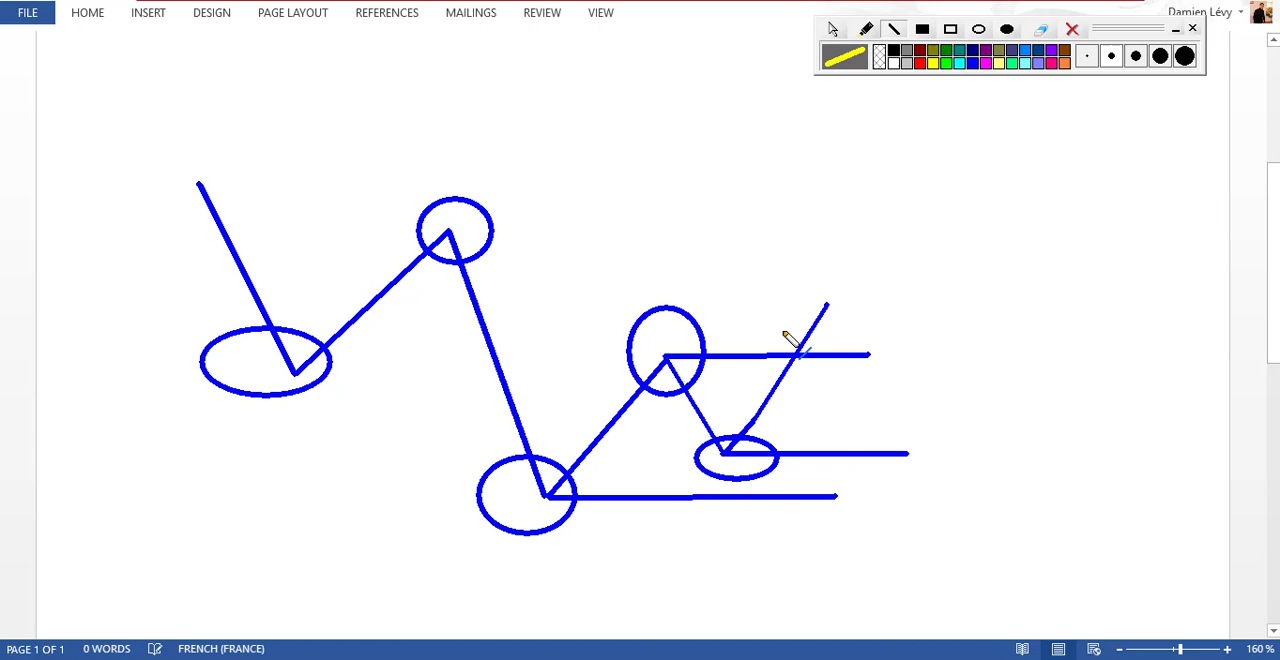 FILE HOME INSERT DESIGN PAGE LAYOUT REFERENCES MAILINGS REVIEW VIEW Damien Lévy
PAGE 1 OF 1 0 WORDS FRENCH (FRANCE) 160 %